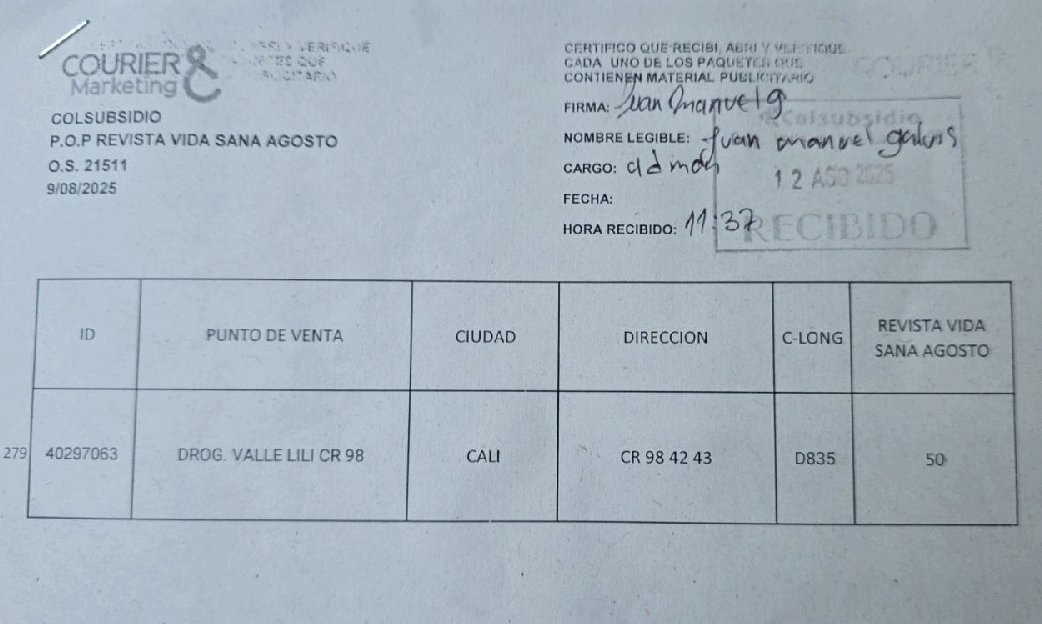 COURIER &
Marketing
COLSUBSIDIO
P.O.P REVISTA VIDA SANA AGOSTO
O.S. 21511
9/08/2025
CERTIFICO QUE RECIBI, ABRI Y VERIFIQUE
CADA UNO DE LOS PAQUETES QUE
CONTIENEN MATERIAL PUBLICITARIO
FIRMA: Juan Manuel g
NOMBRE LEGIBLE: Juan manuel
CARGO: admon
FECHA:
HORA RECIBIDO: 11:37
Colsubsidio
12 AGO 2025
RECIBIDO
ID PUNTO DE VENTA CIUDAD DIRECCION C-LONG REVISTA VIDA SANA AGOSTO
279 40297063 DROG. VALLE LILI CR 98 CALI CR 98 42 43 D835 50